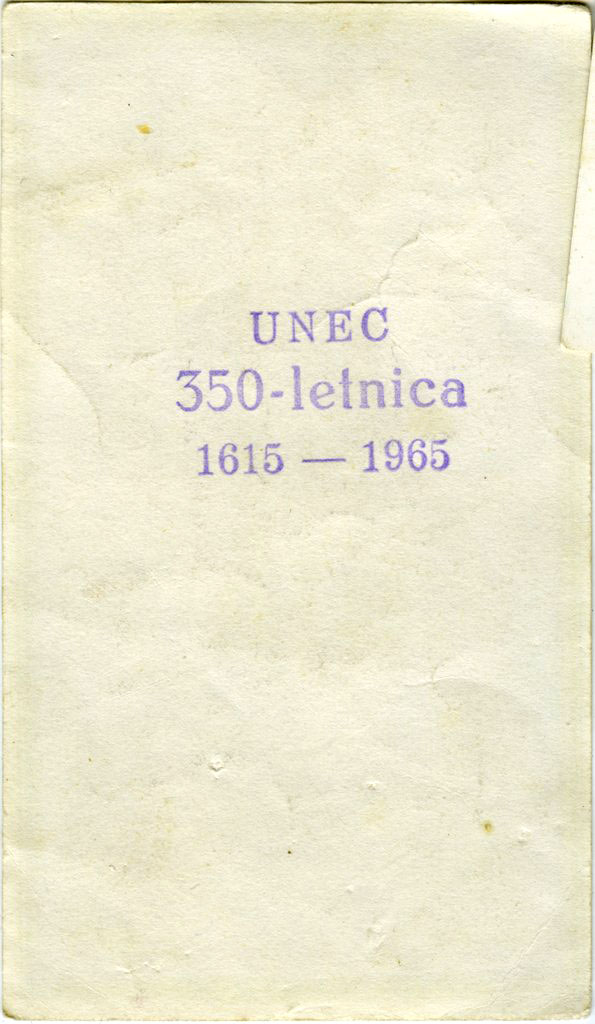 UNEC
350-letnica
1615 — 1965